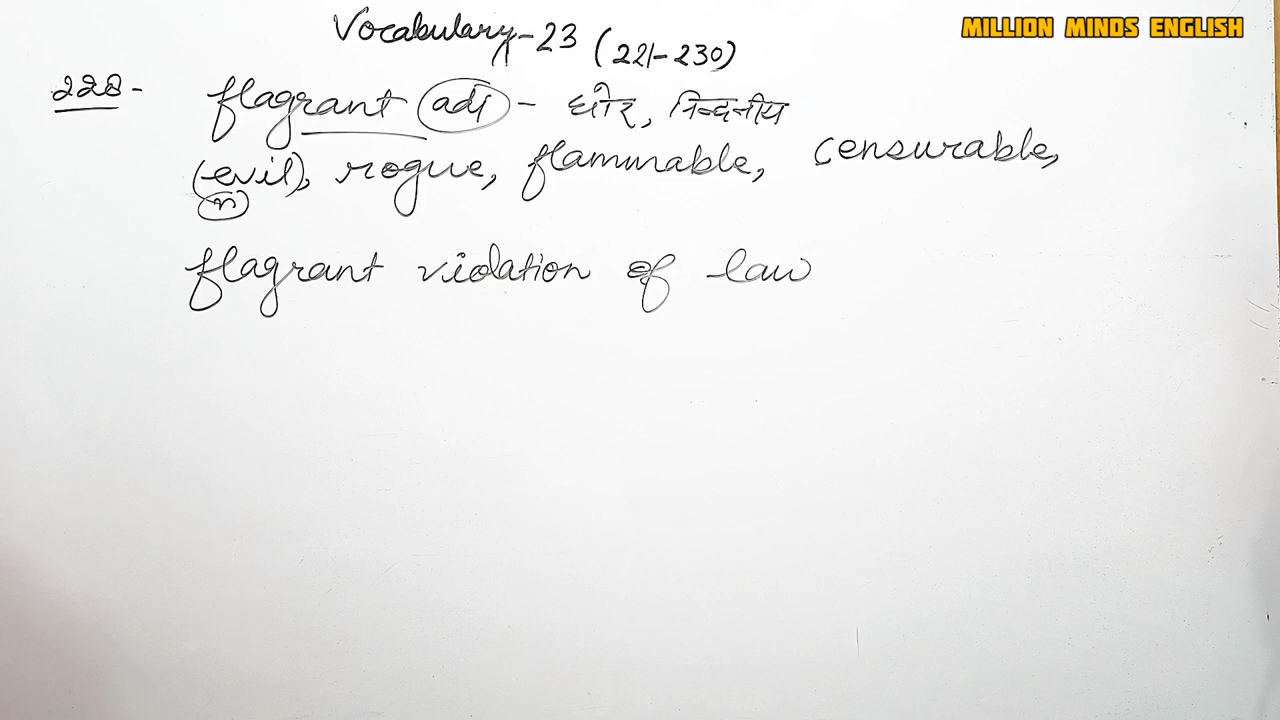 MILLION MINDS ENGLISH
Vocabulary-23 (221-230)
228- flagrant adj - घोर, निन्दनीय
(evil), rogue, flammable, censurable,
n
flagrant violation of law